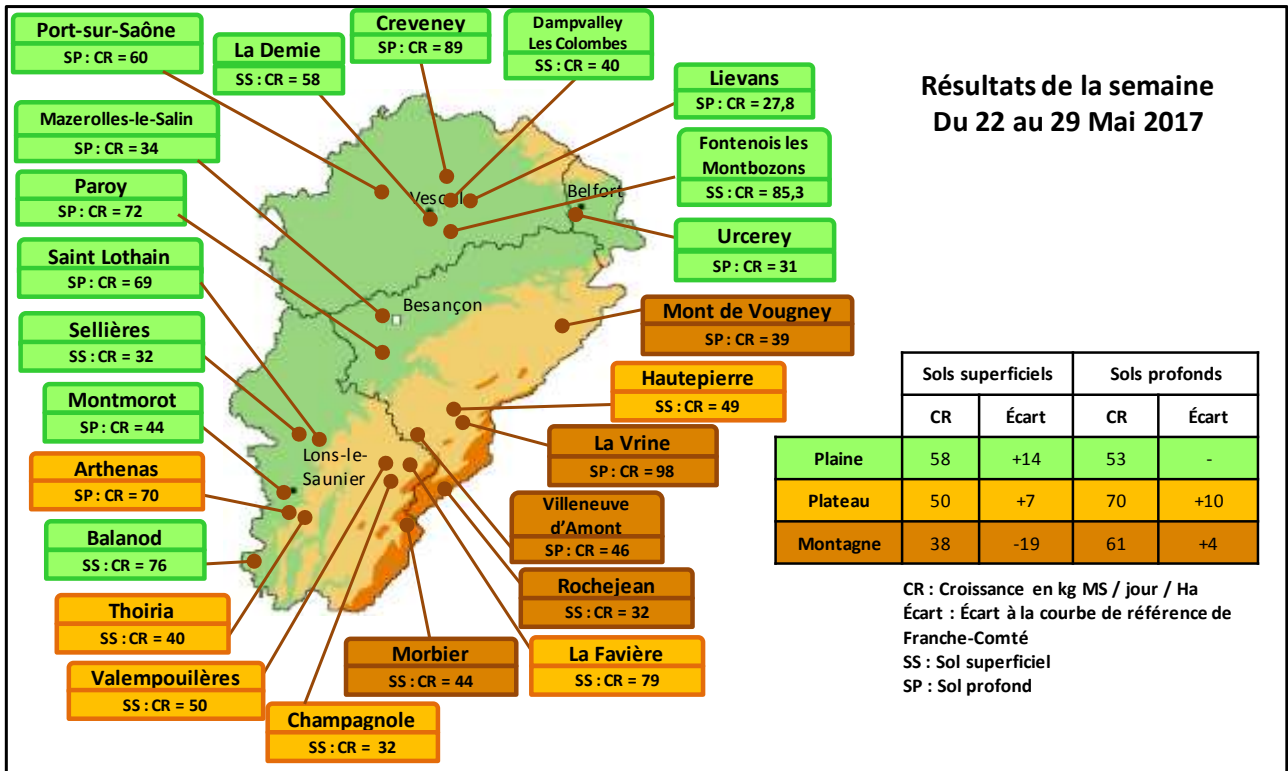 Port-sur-Saône
SP : CR = 60
La Demie
SS : CR = 58
Creveney
SP : CR = 89
Dampvalley
Les Colombes
SS : CR = 40
Lievans
SP : CR = 27,8
Mazerolles-le-Salin
SP : CR = 34
Fontenois les
Montbozons
SS : CR = 85,3
Paroy
SP : CR = 72
Urcerey
SP : CR = 31
Saint Lothain
SP : CR = 69
Sellières
SS : CR = 32
Montmorot
SP : CR = 44
Arthenas
SP : CR = 70
Balanod
SS : CR = 76
Thoiria
SS : CR = 40
Valempouilères
SS : CR = 50
Champagnole
SS : CR = 32
Morbier
SS : CR = 44
La Favière
SS : CR = 79
Rochejean
SS : CR = 32
Villeneuve
d'Amont
SP : CR = 46
La Vrine
SP : CR = 98
Hautepierre
SS : CR = 49
Mont de Vougney
SP : CR = 39
Belfort
Besançon
Lons-le-
Saunier
Résultats de la semaine
Du 22 au 29 Mai 2017
Sols superficiels Sols profonds
CR Écart CR Écart
Plaine 58 +14 53 -
Plateau 50 +7 70 +10
Montagne 38 -19 61 +4
CR : Croissance en kg MS / jour / Ha
Écart : Écart à la courbe de référence de
Franche-Comté
SS : Sol superficiel
SP : Sol profond